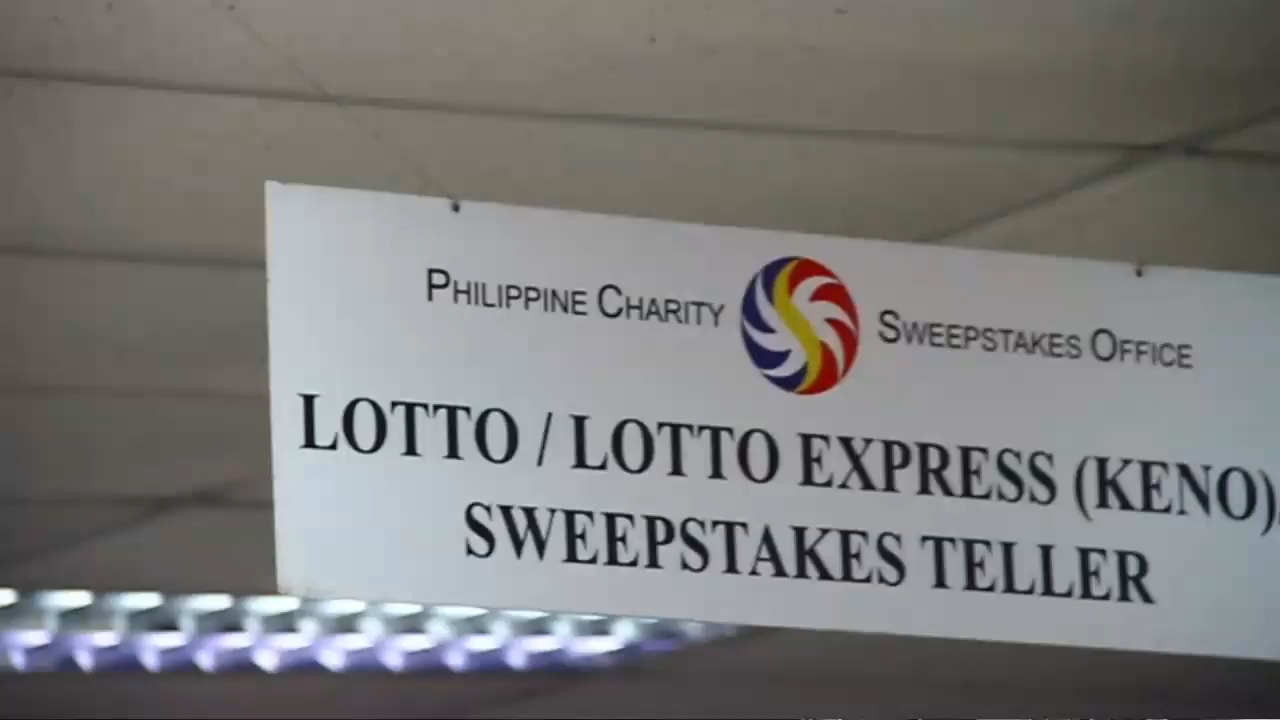 PHILIPPINE CHARITY SWEEPSTAKES OFFICE
LOTTO / LOTTO EXPRESS (KENO)
SWEEPSTAKES TELLER